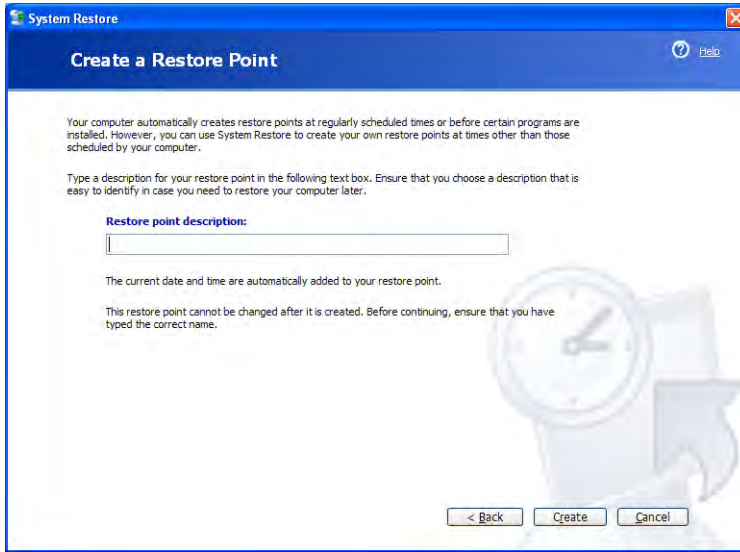 System Restore
Create a Restore Point
Help
Your computer automatically creates restore points at regularly scheduled times or before certain programs are
installed. However, you can use System Restore to create your own restore points at times other than those
scheduled by your computer.
Type a description for your restore point in the following text box. Ensure that you choose a description that is
easy to identify in case you need to restore your computer later.
Restore point description:
The current date and time are automatically added to your restore point.
This restore point cannot be changed after it is created. Before continuing, ensure that you have
typed the correct name.
< Back Create Cancel